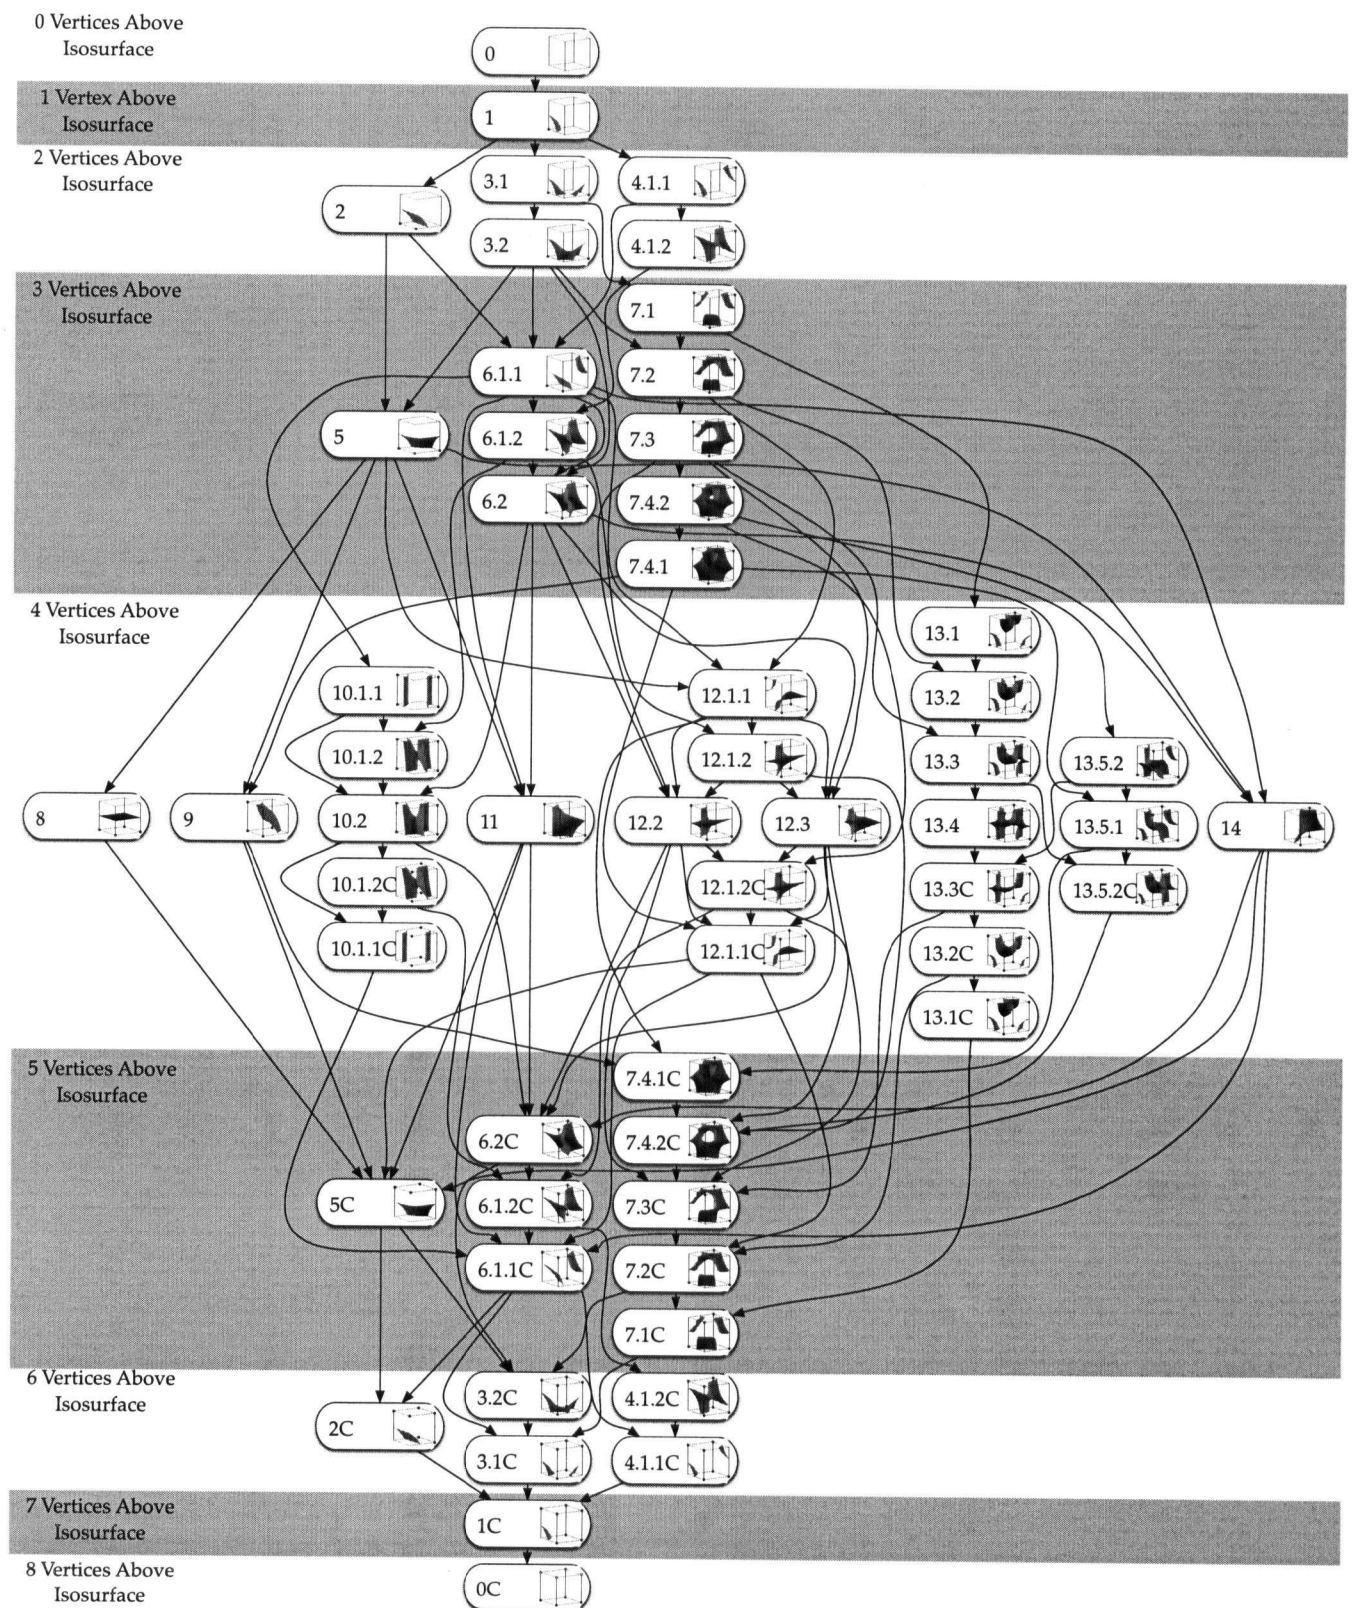 0 Vertices Above
Isosurface
0
1 Vertex Above
Isosurface
1
2 Vertices Above
Isosurface
3.1
4.1.1
2
3.2
4.1.2
3 Vertices Above
Isosurface
7.1
6.1.1
7.2
5
6.1.2
7.3
6.2
7.4.2
7.4.1
4 Vertices Above
Isosurface
13.1
10.1.1
12.1.1
13.2
10.1.2
12.1.2
13.3
13.5.2
8
9
10.2
11
12.2
12.3
13.4
13.5.1
14
10.1.2C
12.1.2C
13.3C
13.5.2C
10.1.1C
12.1.1C
13.2C
13.1C
5 Vertices Above
Isosurface
7.4.1C
6.2C
7.4.2C
5C
6.1.2C
7.3C
6.1.1C
7.2C
7.1C
6 Vertices Above
Isosurface
3.2C
4.1.2C
2C
3.1C
4.1.1C
7 Vertices Above
Isosurface
1C
8 Vertices Above
Isosurface
0C